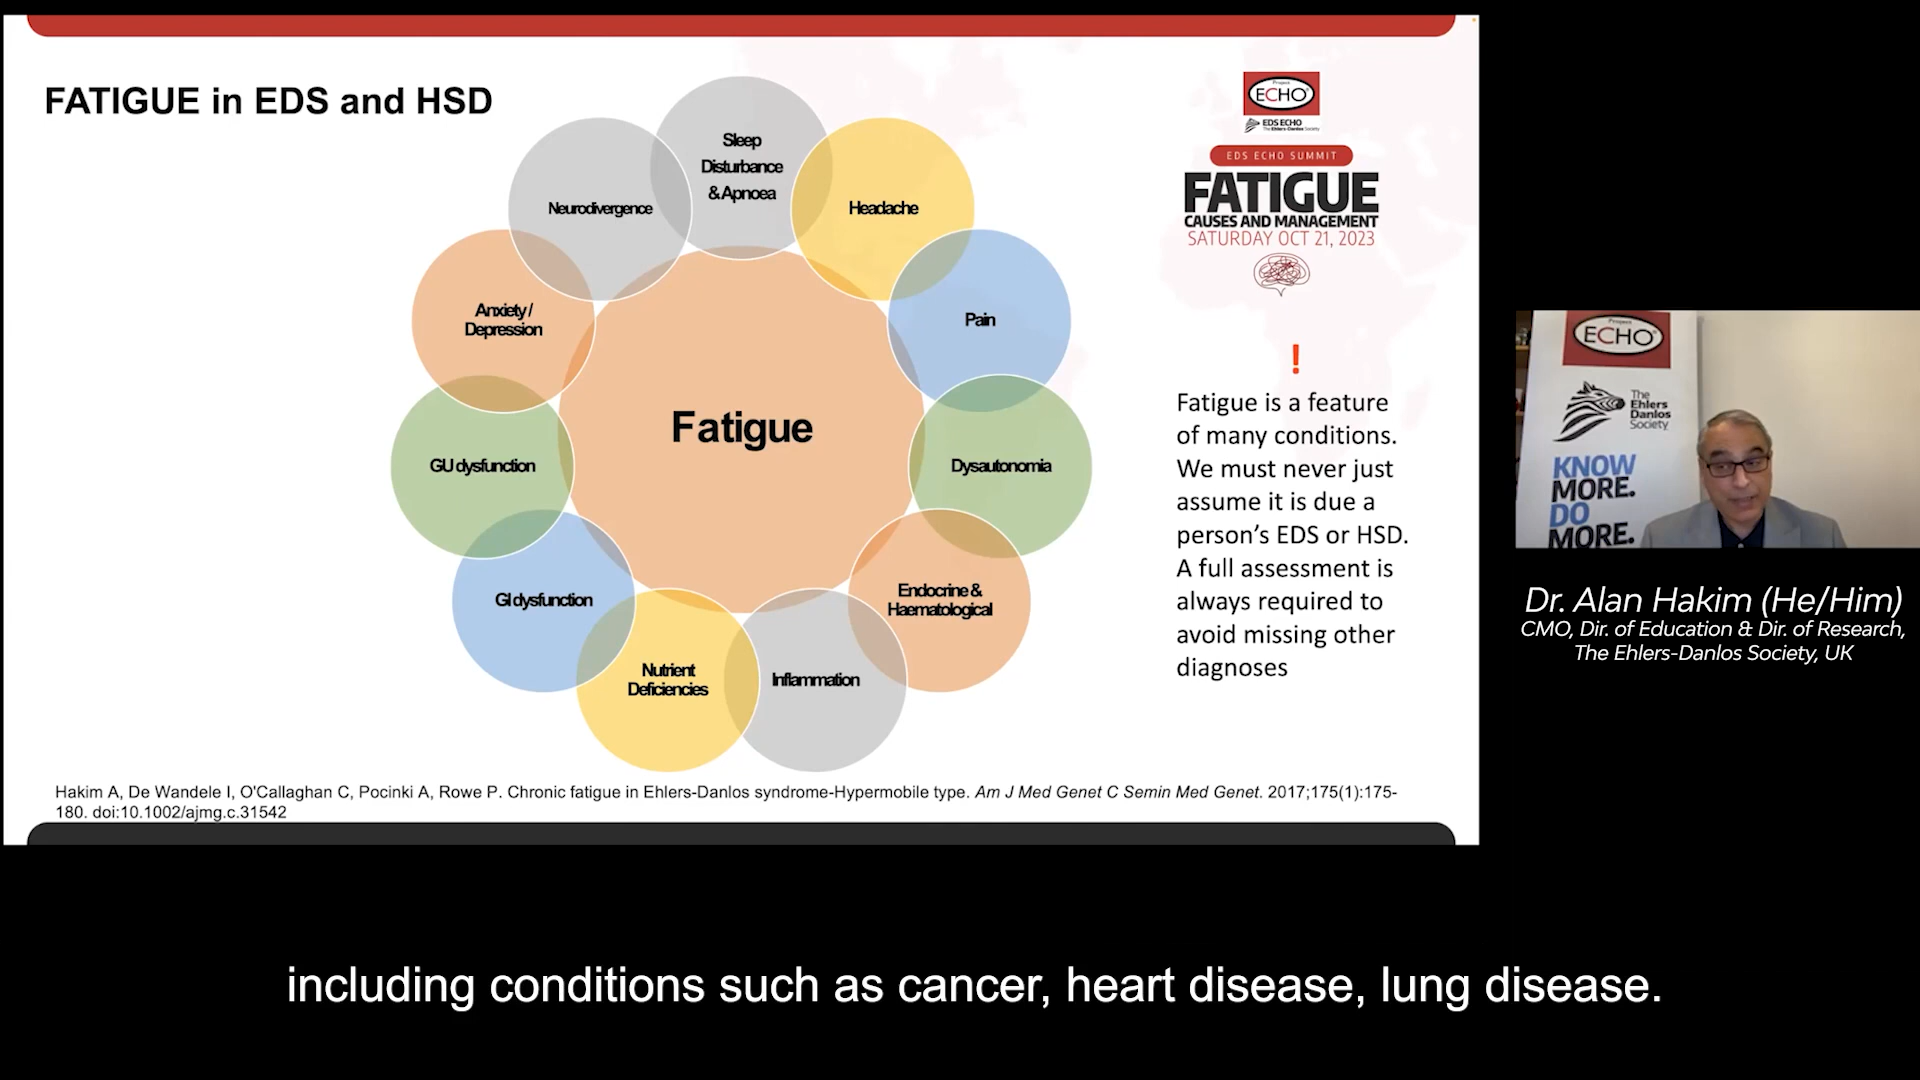 FATIGUE in EDS and HSD
Sleep
Disturbance
& Apnoea
Neurodivergence
Headache
Anxiety /
Depression
Pain
Fatigue
GU dysfunction
Dysautonomia
GI dysfunction
Endocrine &
Haematological
Nutrient
Deficiencies
Inflammation
Project
ECHO
EDS ECHO
The Ehlers-Danlos Society
EDS ECHO SUMMIT
FATIGUE
CAUSES AND MANAGEMENT
SATURDAY OCT 21, 2023
!
Fatigue is a feature
of many conditions.
We must never just
assume it is due a
person’s EDS or HSD.
A full assessment is
always required to
avoid missing other
diagnoses
Hakim A, De Wandele I, O'Callaghan C, Pocinki A, Rowe P. Chronic fatigue in Ehlers-Danlos syndrome-Hypermobile type. Am J Med Genet C Semin Med Genet. 2017;175(1):175-
180. doi:10.1002/ajmg.c.31542
Project
ECHO®
The
Ehlers
Danlos
Society
KNOW
MORE.
DO
MORE.
Dr. Alan Hakim (He/Him)
CMO, Dir. of Education & Dir. of Research,
The Ehlers-Danlos Society, UK
including conditions such as cancer, heart disease, lung disease.